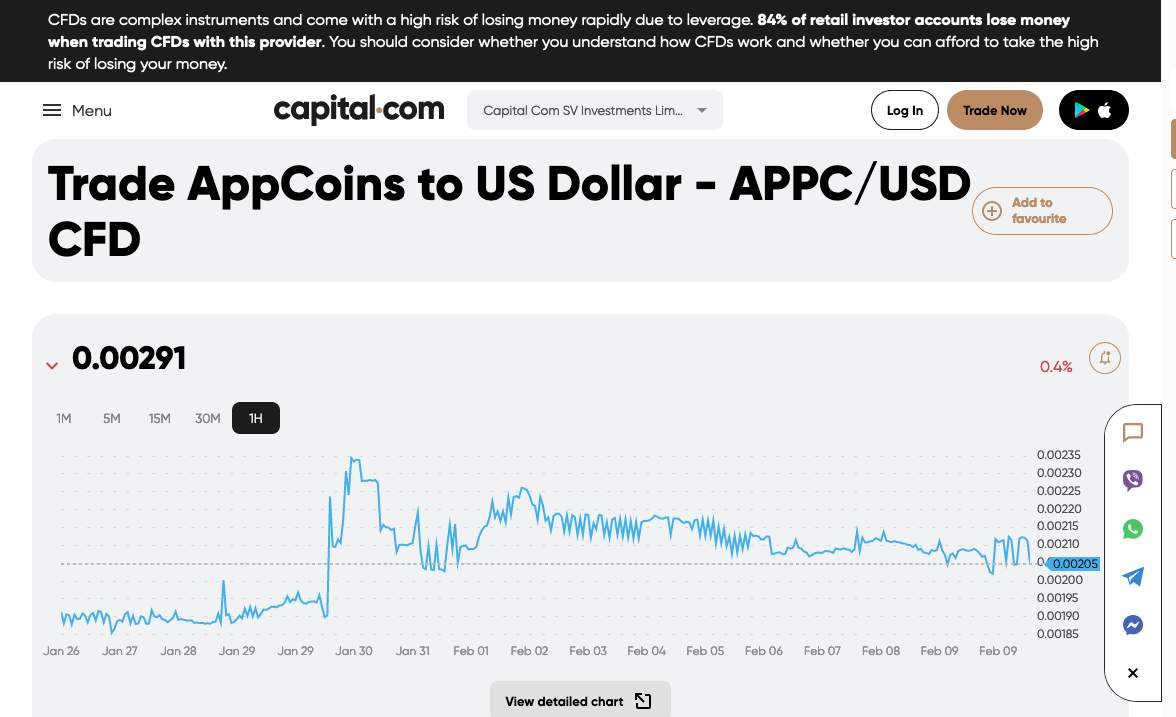 CFDs are complex instruments and come with a high risk of losing money rapidly due to leverage. 84% of retail investor accounts lose money
when trading CFDs with this provider. You should consider whether you understand how CFDs work and whether you can afford to take the high
risk of losing your money.
Menu
capital.com
Capital Com SV Investments Lim...
Log In
Trade Now
Trade AppCoins to US Dollar - APPC/USD
CFD
Add to
favourite
0.00291
0.4%
1M 5M 15M 30M 1H
0.00235
0.00230
0.00225
0.00220
0.00215
0.00210
0.00205
0.00200
0.00195
0.00190
0.00185
Jan 26 Jan 27 Jan 28 Jan 29 Jan 29 Jan 30 Jan 31 Feb 01 Feb 02 Feb 03 Feb 04 Feb 05 Feb 06 Feb 07 Feb 08 Feb 09 Feb 09
View detailed chart